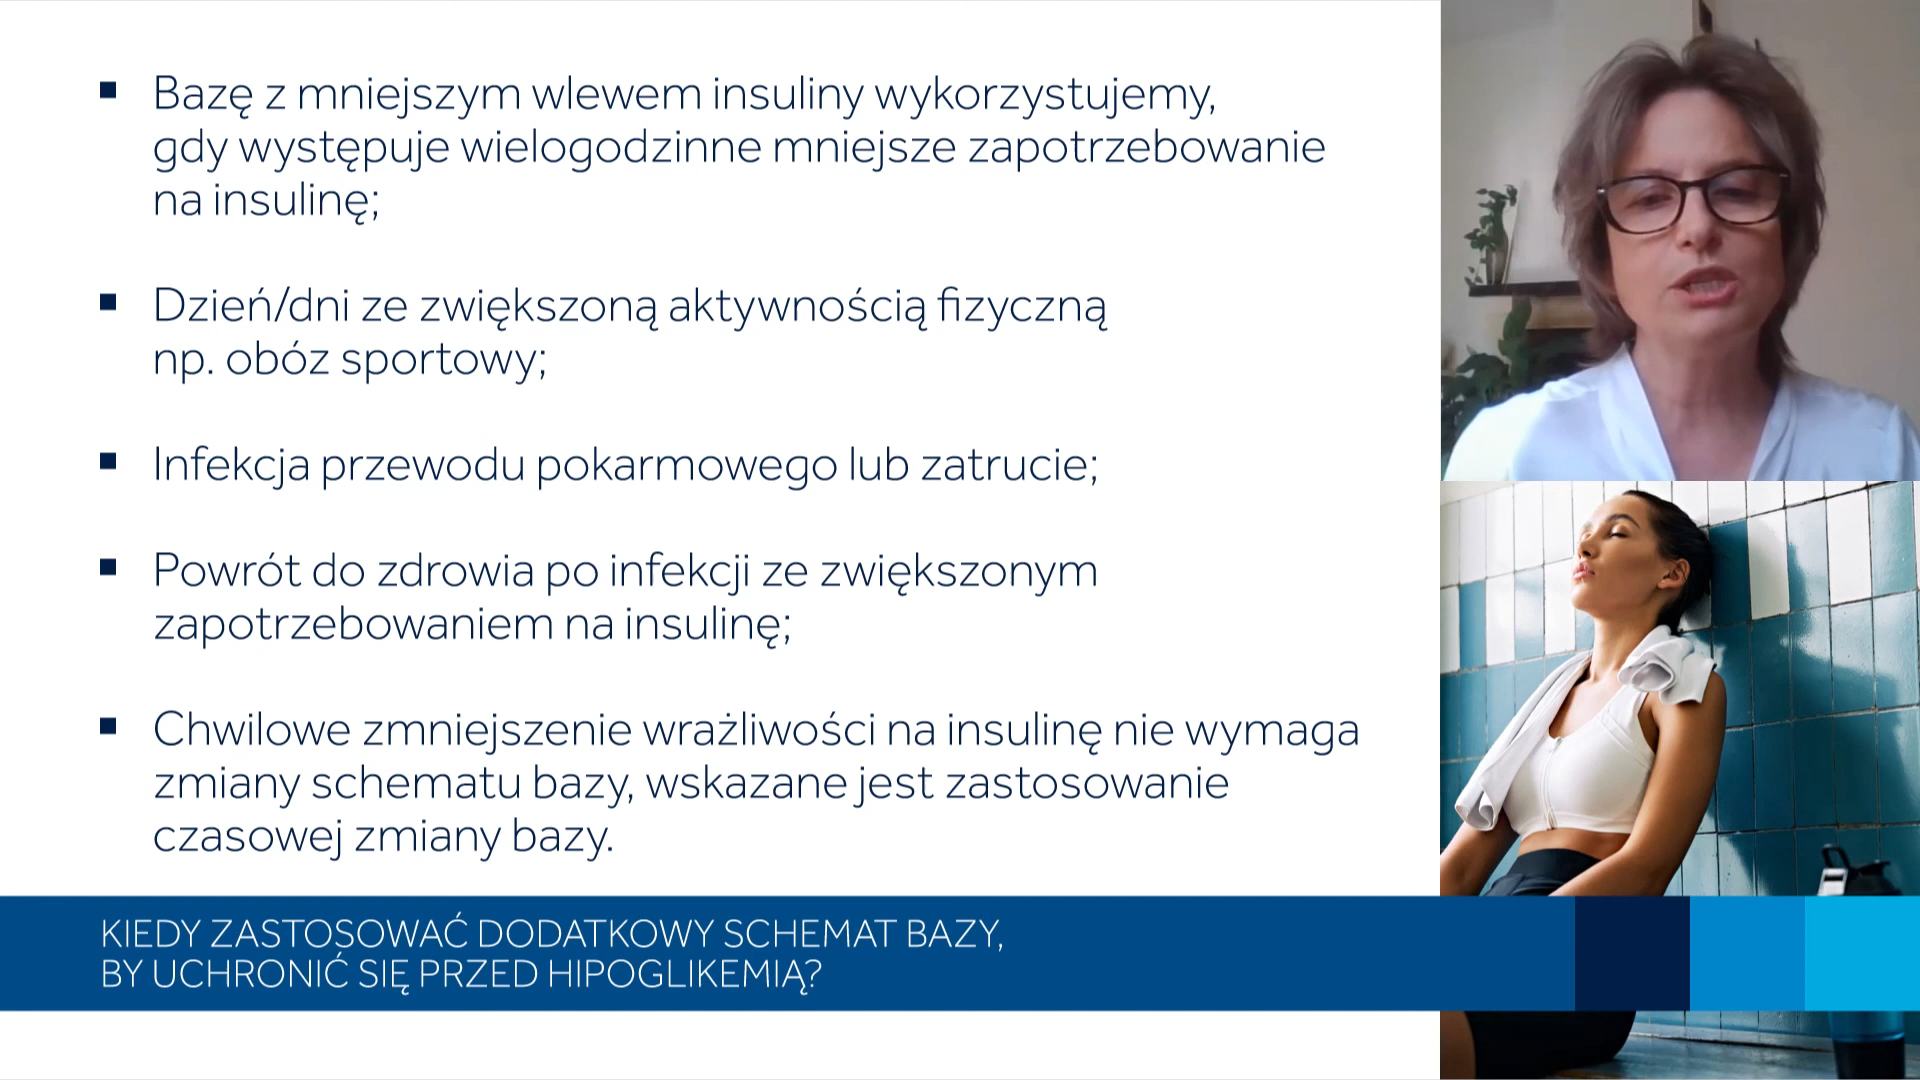 ▪ Bazę z mniejszym wlewem insuliny wykorzystujemy,
gdy występuje wielogodzinne mniejsze zapotrzebowanie
na insulinę;
▪ Dzień/dni ze zwiększoną aktywnością fizyczną
np. obóz sportowy;
▪ Infekcja przewodu pokarmowego lub zatrucie;
▪ Powrót do zdrowia po infekcji ze zwiększonym
zapotrzebowaniem na insulinę;
▪ Chwilowe zmniejszenie wrażliwości na insulinę nie wymaga
zmiany schematu bazy, wskazane jest zastosowanie
czasowej zmiany bazy.
KIEDY ZASTOSOWAĆ DODATKOWY SCHEMAT BAZY,
BY UCHRONIĆ SIĘ PRZED HIPOGLIKEMIĄ?